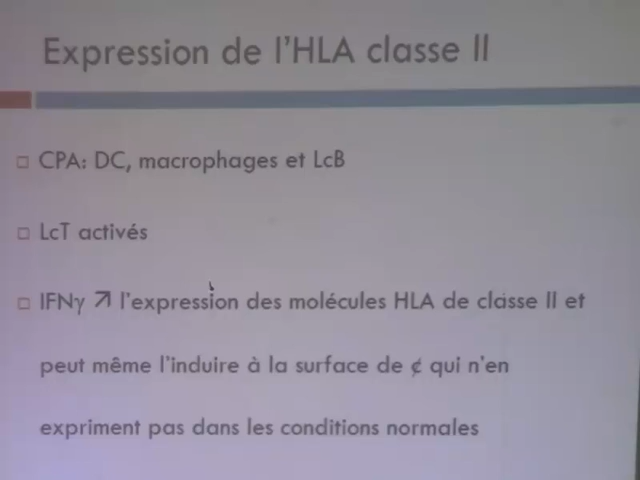 Expression de l'HLA classe II
CPA: DC, macrophages et LcB
LcT activés
IFNγ ↗ l'expression des molécules HLA de classe II et
peut même l'induire à la surface de ¢ qui n'en
expriment pas dans les conditions normales